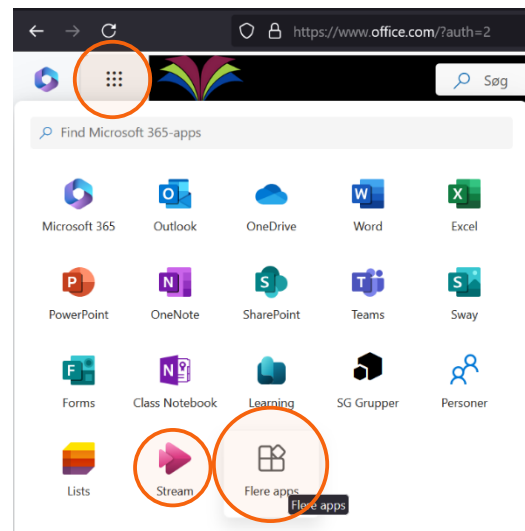 https://www.office.com/?auth=2
Søg
Find Microsoft 365-apps
Microsoft 365 Outlook OneDrive Word Excel
PowerPoint OneNote SharePoint Teams Sway
Forms Class Notebook Learning SG Grupper Personer
Lists Stream Flere apps
Flere apps